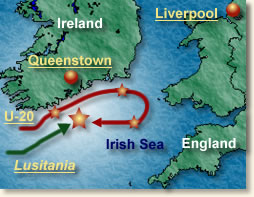 Ireland
Liverpool
Queenstown
U-20
Irish Sea
England
Lusitania